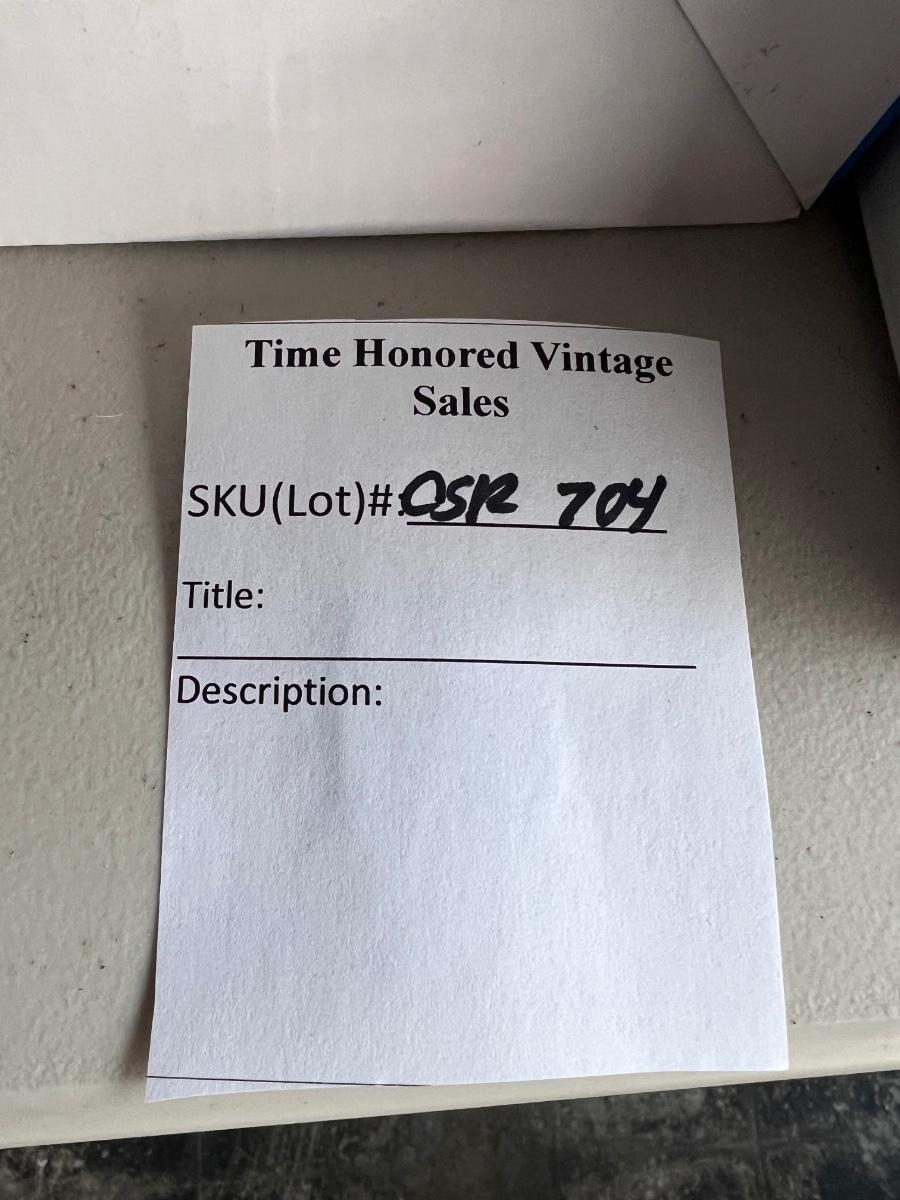 Time Honored Vintage
Sales
SKU(Lot)#: OSR 704
Title:
Description: